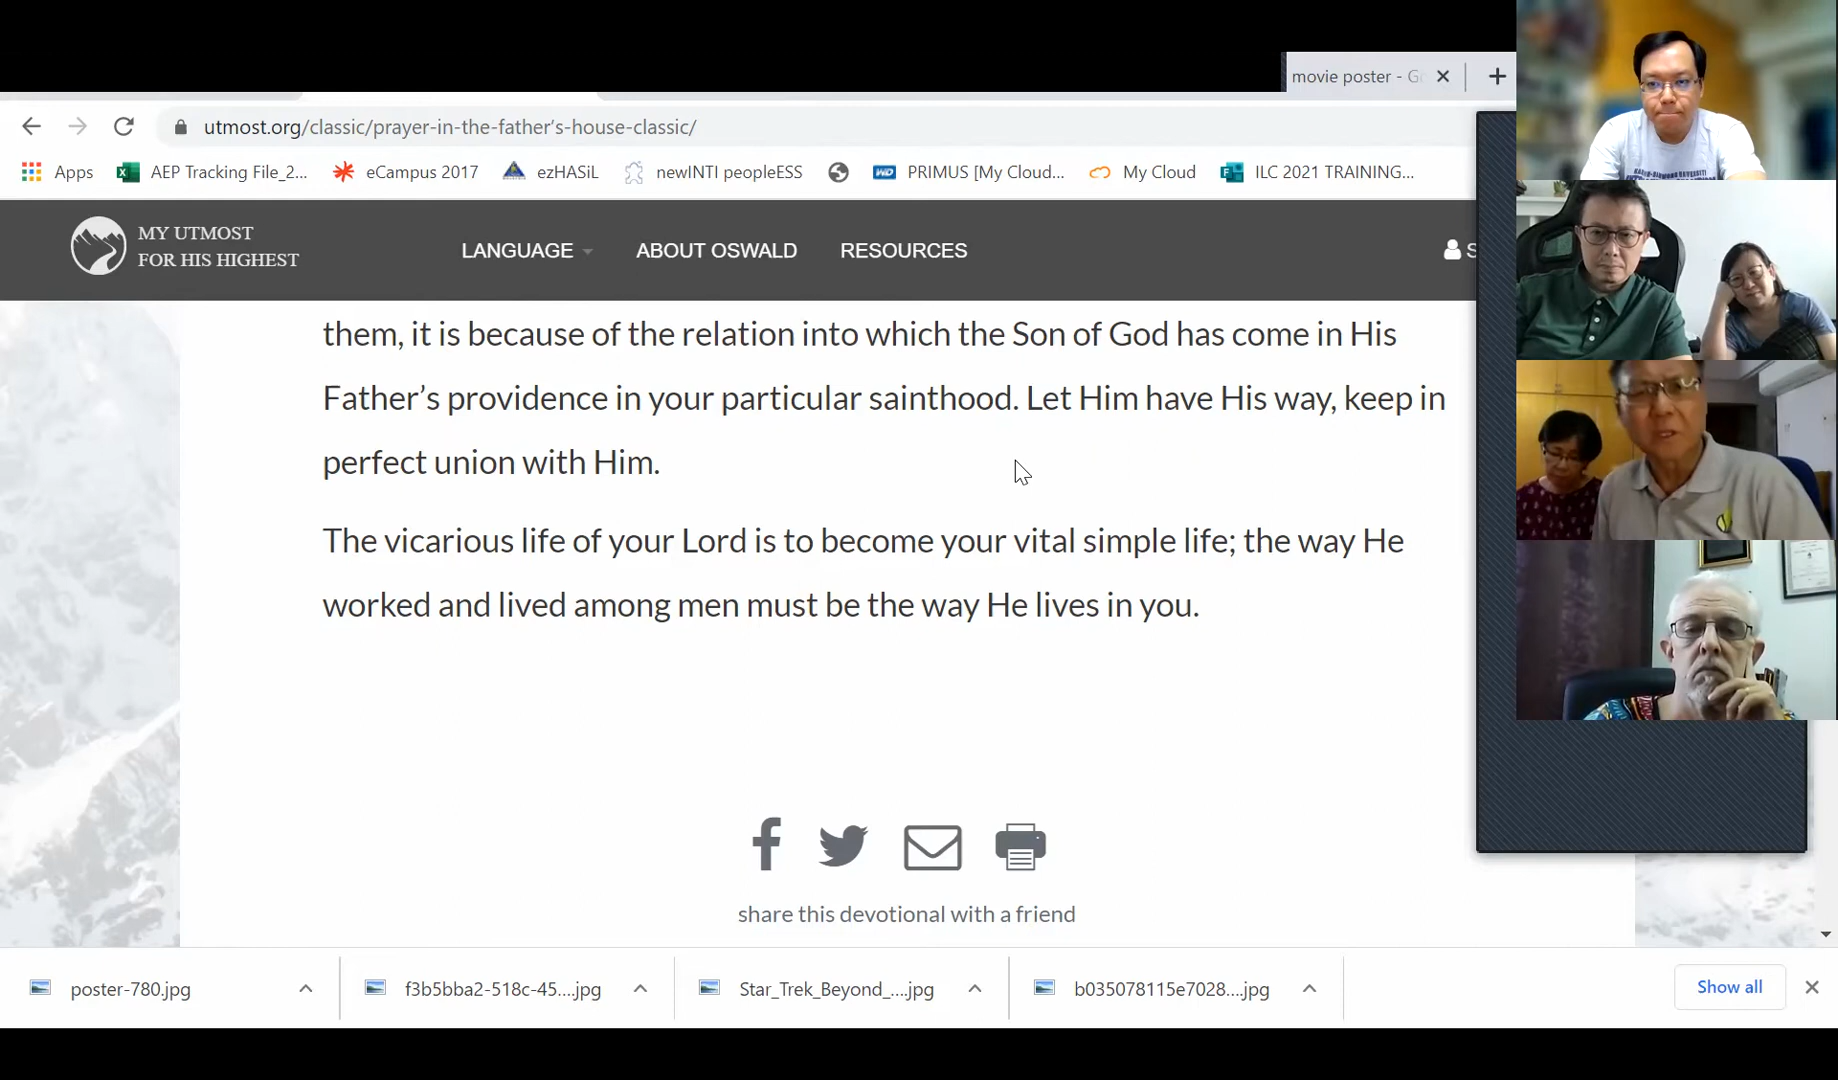 movie poster - Go
utmost.org/classic/prayer-in-the-father’s-house-classic/
Apps AEP Tracking File_2... eCampus 2017 ezHASiL newINTI peopleESS PRIMUS [My Cloud... My Cloud ILC 2021 TRAINING...
MY UTMOST
FOR HIS HIGHEST
LANGUAGE ABOUT OSWALD RESOURCES S
them, it is because of the relation into which the Son of God has come in His
Father’s providence in your particular sainthood. Let Him have His way, keep in
perfect union with Him.
The vicarious life of your Lord is to become your vital simple life; the way He
worked and lived among men must be the way He lives in you.
share this devotional with a friend
poster-780.jpg f3b5bba2-518c-45....jpg Star_Trek_Beyond_....jpg b035078115e7028....jpg Show all